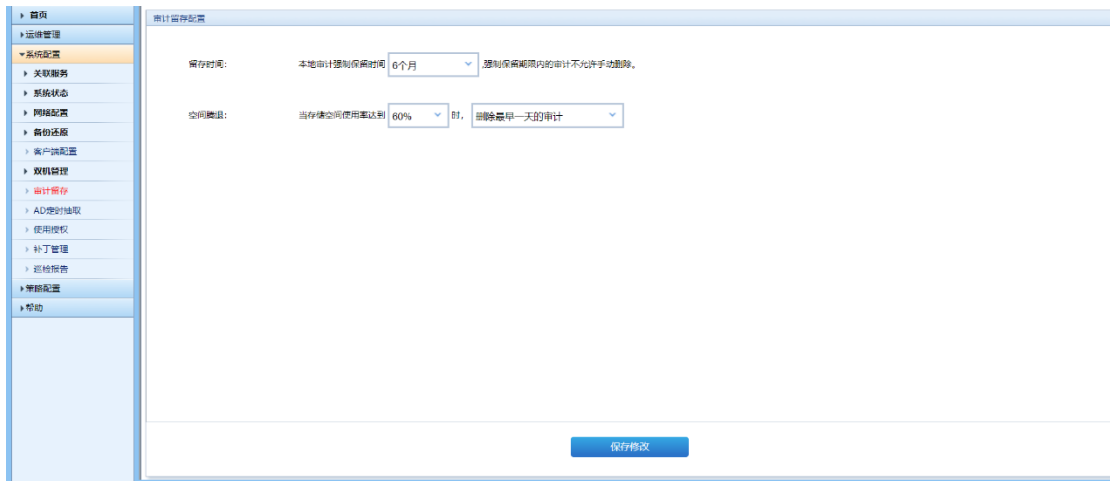 首页
运维管理
系统配置
关联服务
系统状态
网络配置
备份还原
客户端配置
双机管理
审计留存
AD定时抽取
使用授权
补丁管理
巡检报告
策略配置
帮助
审计留存配置
留存时间: 本地审计强制保留时间 6个月 ,强制保留期限内的审计不允许手动删除。
空间腾退: 当存储空间使用率达到 60% 时, 删除最早一天的审计
保存修改